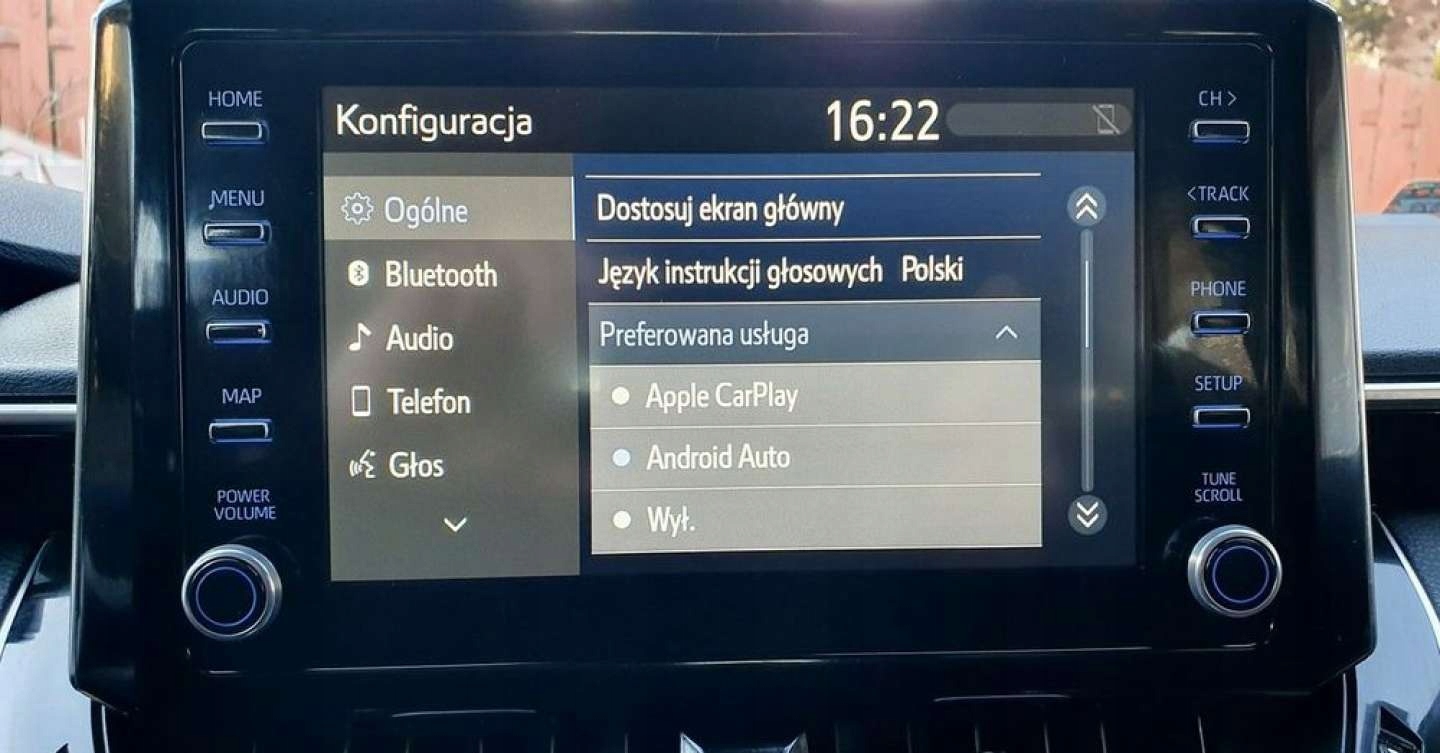 HOME
MENU
AUDIO
MAP
POWER
VOLUME
Konfiguracja 16:22
Ogólne
Bluetooth
Audio
Telefon
Głos
Dostosuj ekran główny
Język instrukcji głosowych Polski
Preferowana usługa
Apple CarPlay
Android Auto
Wył.
CH >
< TRACK
PHONE
SETUP
TUNE
SCROLL